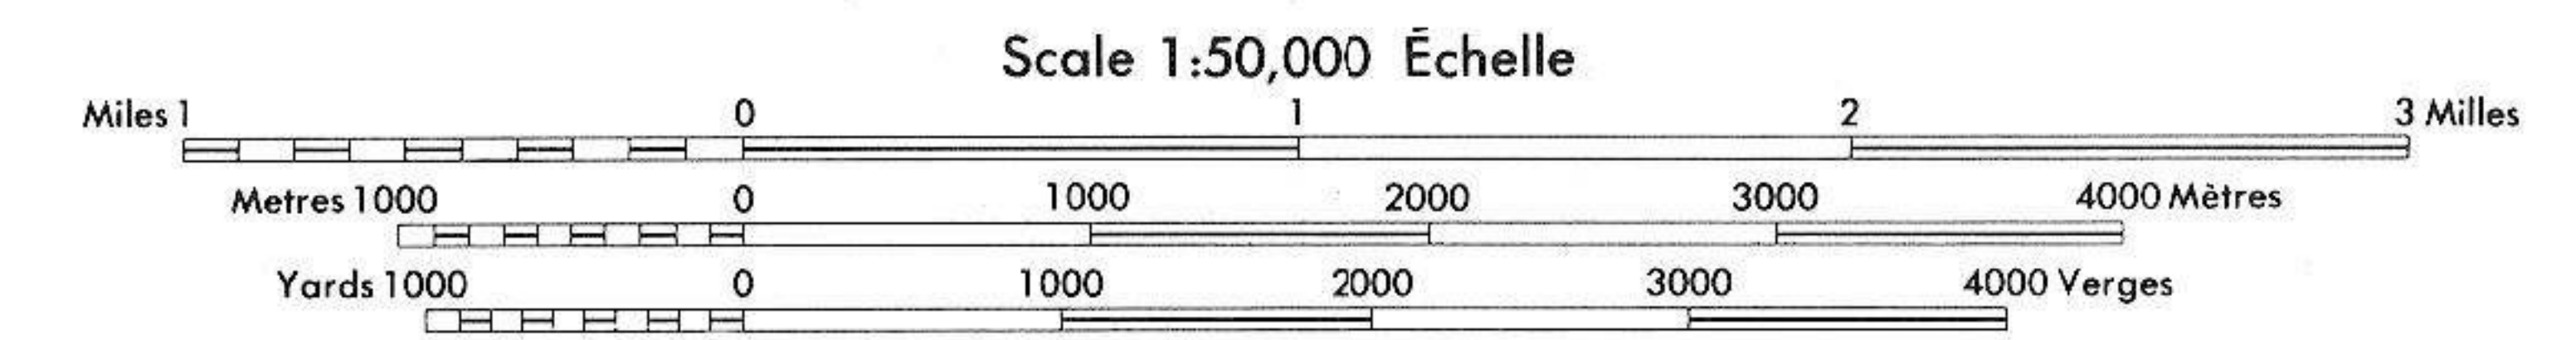 Scale 1:50,000 Échelle
Miles 1 0 1 2 3 Milles
Metres 1000 0 1000 2000 3000 4000 Mètres
Yards 1000 0 1000 2000 3000 4000 Verges